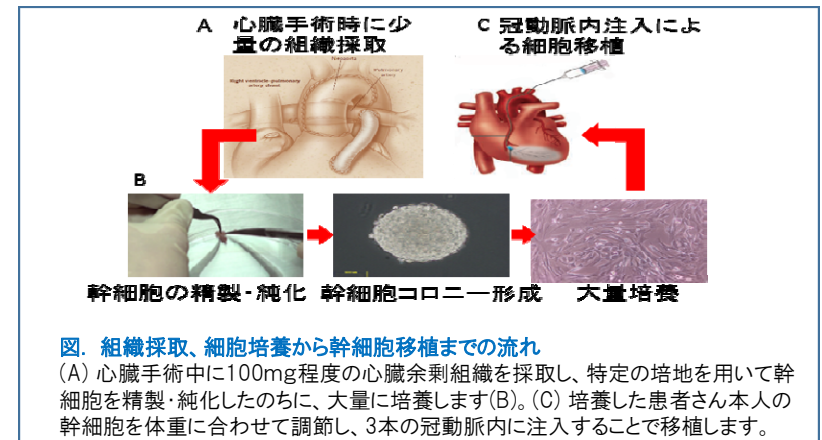 A 心臓手術時に少
量の組織採取
C 冠動脈内注入によ
る細胞移植
Right ventricle-pulmonary
artery shunt
Pulmonary
artery
B
幹細胞の精製・純化
幹細胞コロニー形成
大量培養
図. 組織採取、細胞培養から幹細胞移植までの流れ
(A) 心臓手術中に100mg程度の心臓余剰組織を採取し、特定の培地を用いて幹
細胞を精製・純化したのちに、大量に培養します(B)。(C) 培養した患者さん本人の
幹細胞を体重に合わせて調節し、3本の冠動脈内に注入することで移植します。